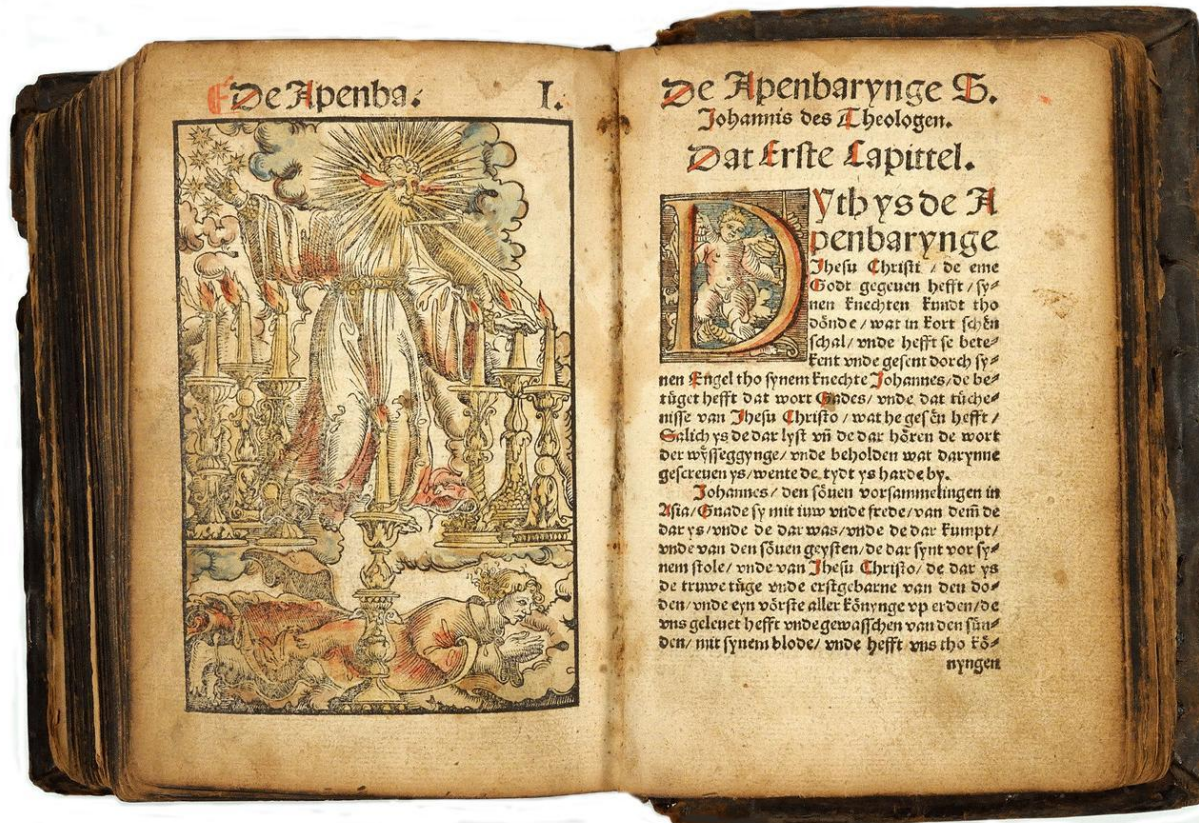 De Apenba. I.
De Apenbarynge S.
Johannis des Theologen.
Dat Erste Capittel.
Dyth ys de A
penbarynge
Jhesu Christi / de eme
Godt gegeuen hefft / sy⸗
nen knechten kundt tho
dönde / wat in kort schên
schal / vnde hefft se bete⸗
kent vnde gesent dorch sy⸗
nen Engel tho synem knechte Johannes / de be⸗
tüget hefft dat wort Gades / vnde dat tüche⸗
nisse van Jhesu Christo / wat he gesên hefft /
Salich ys de dar lyst vñ de dar hören de wort
der wysseggynge / vnde beholden wat darynne
gescreuen ys / wente de tydt ys harde by.
Johannes / den söuen vorsammelingen in
Asia / Gnade sy mit iuw vnde frede / van dem̄ de
dar ys / vnde de dar was / vnde de dar kumpt /
vnde van den söuen geysten / de dar synt vor sy⸗
nem stole / vnde van Jhesu Christo / de dar ys
de truwe tüge vnde erstgebarne van den do⸗
den / vnde eyn vörste aller könynge vp erden / de
vns geleuet hefft vnde gewasschen van den sün⸗
den / mit synem blode / vnde hefft vns tho kö⸗
nyngen